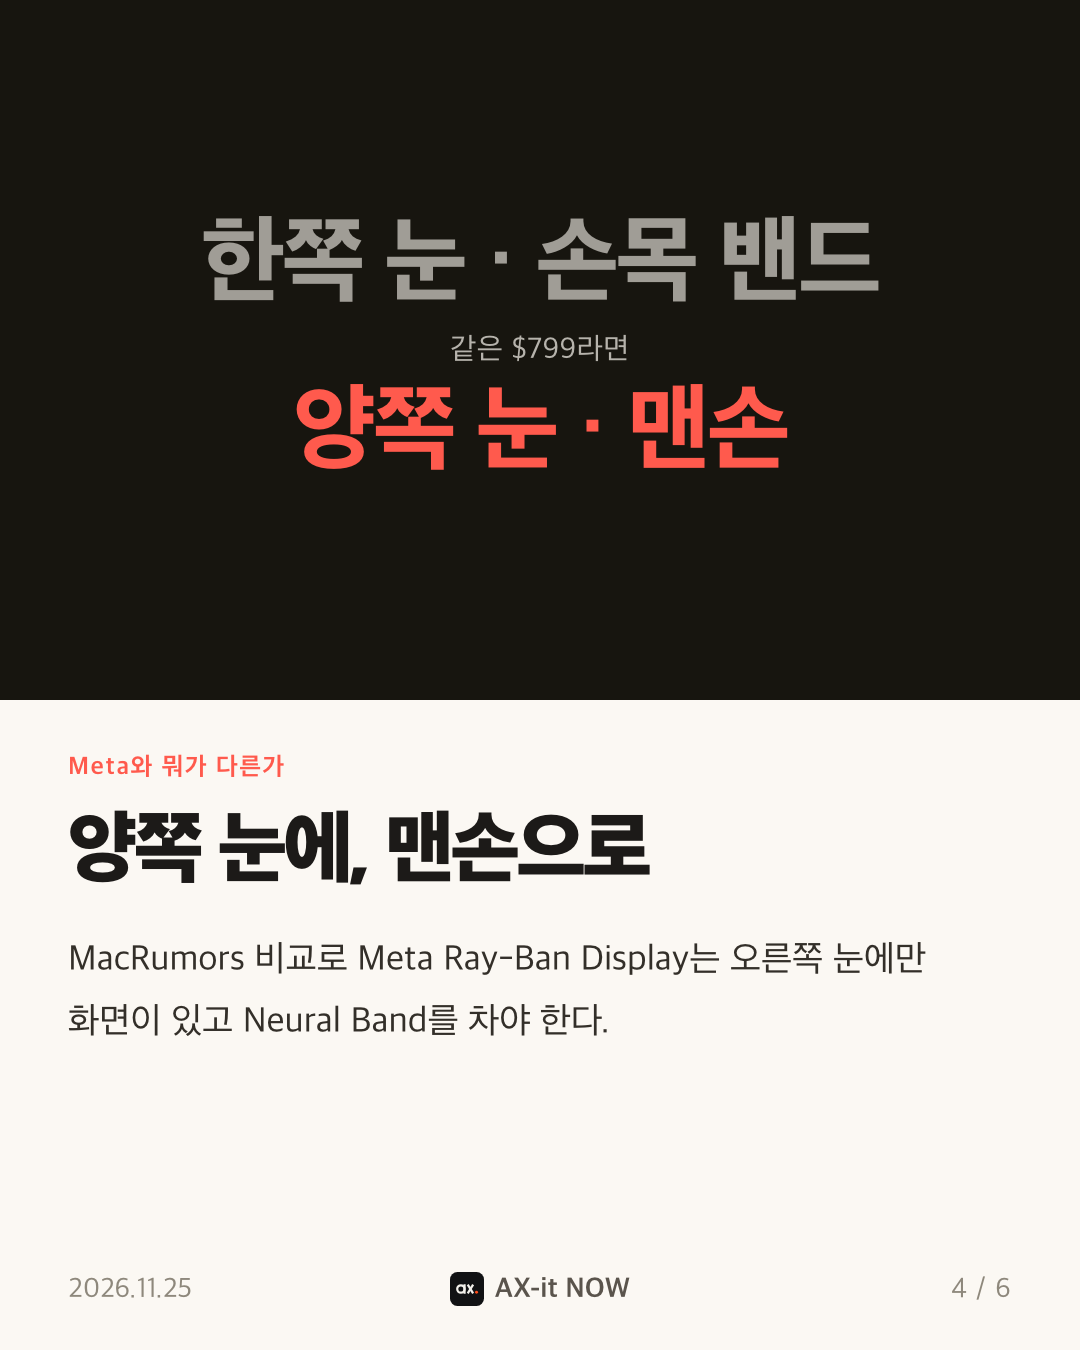 한쪽 눈 · 손목 밴드
같은 $799라면
양쪽 눈 · 맨손
Meta와 뭐가 다른가
양쪽 눈에, 맨손으로
MacRumors 비교로 Meta Ray-Ban Display는 오른쪽 눈에만
화면이 있고 Neural Band를 차야 한다.
2026.11.25
ax. AX-it NOW
4 / 6